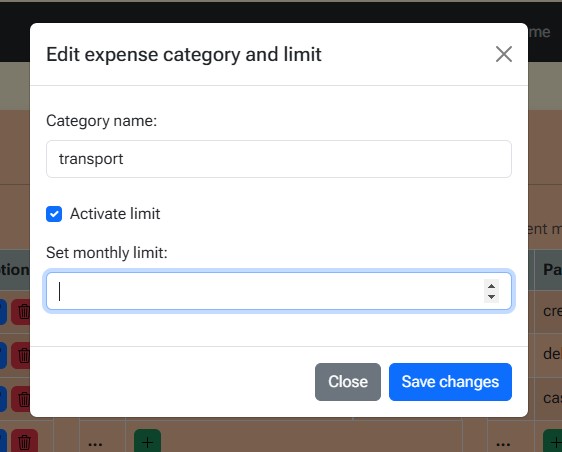 me
Edit expense category and limit
Category name:
transport
Activate limit
Set monthly limit:
ent m
tion
Pa
cre
de
cas
Close
Save changes
...
...